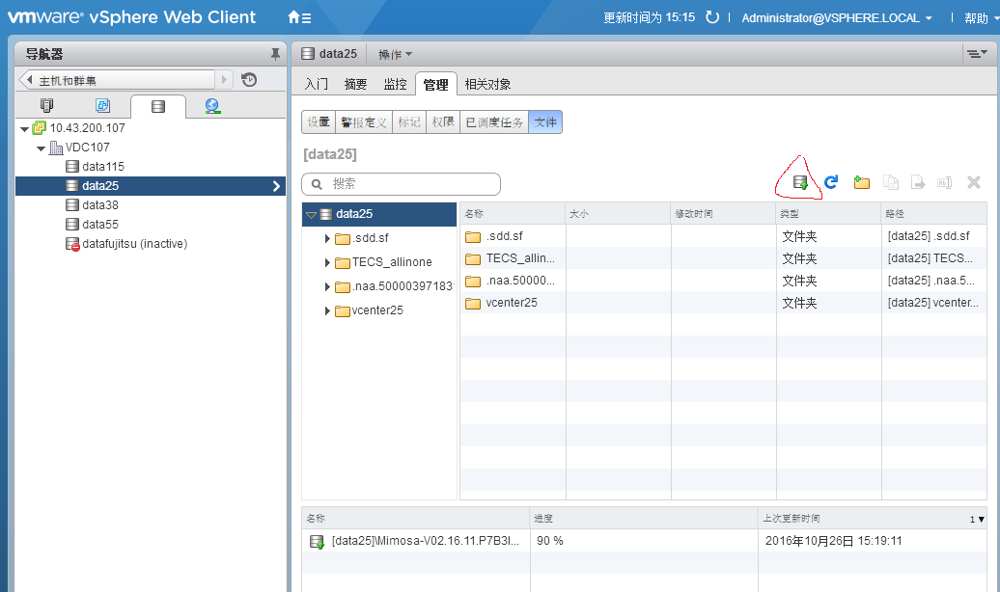 vmware® vSphere Web Client
更新时间为 15:15
Administrator@VSPHERE.LOCAL
帮助
导航器
主机和群集
10.43.200.107
VDC107
data115
data25
data38
data55
datafujitsu (inactive)
data25 操作
入门 摘要 监控 管理 相关对象
设置 警报定义 标记 权限 已调度任务 文件
[data25]
搜索
data25
.sdd.sf
TECS_allinone
.naa.50000397183
vcenter25
名称 大小 修改时间 类型 路径
.sdd.sf 文件夹 [data25] .sdd.sf
TECS_allin... 文件夹 [data25] TECS...
.naa.50000... 文件夹 [data25] .naa.5...
vcenter25 文件夹 [data25] vcenter...
名称 进度 上次更新时间 1
[data25]\Mimosa-V02.16.11.P7B3I... 90 % 2016年10月26日 15:19:11